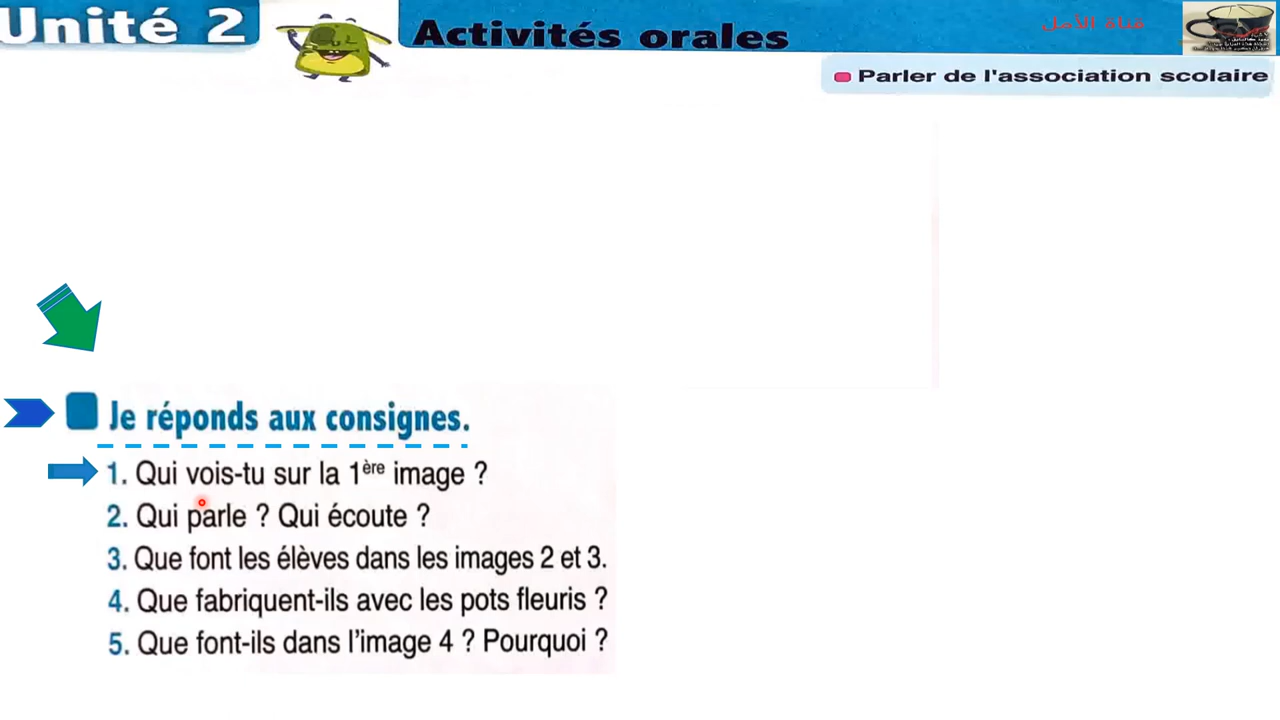 Unité 2
Activités orales
قناة الأمل
Parler de l'association scolaire
Je réponds aux consignes.
1. Qui vois-tu sur la 1ère image ?
2. Qui parle ? Qui écoute ?
3. Que font les élèves dans les images 2 et 3.
4. Que fabriquent-ils avec les pots fleuris ?
5. Que font-ils dans l'image 4 ? Pourquoi ?